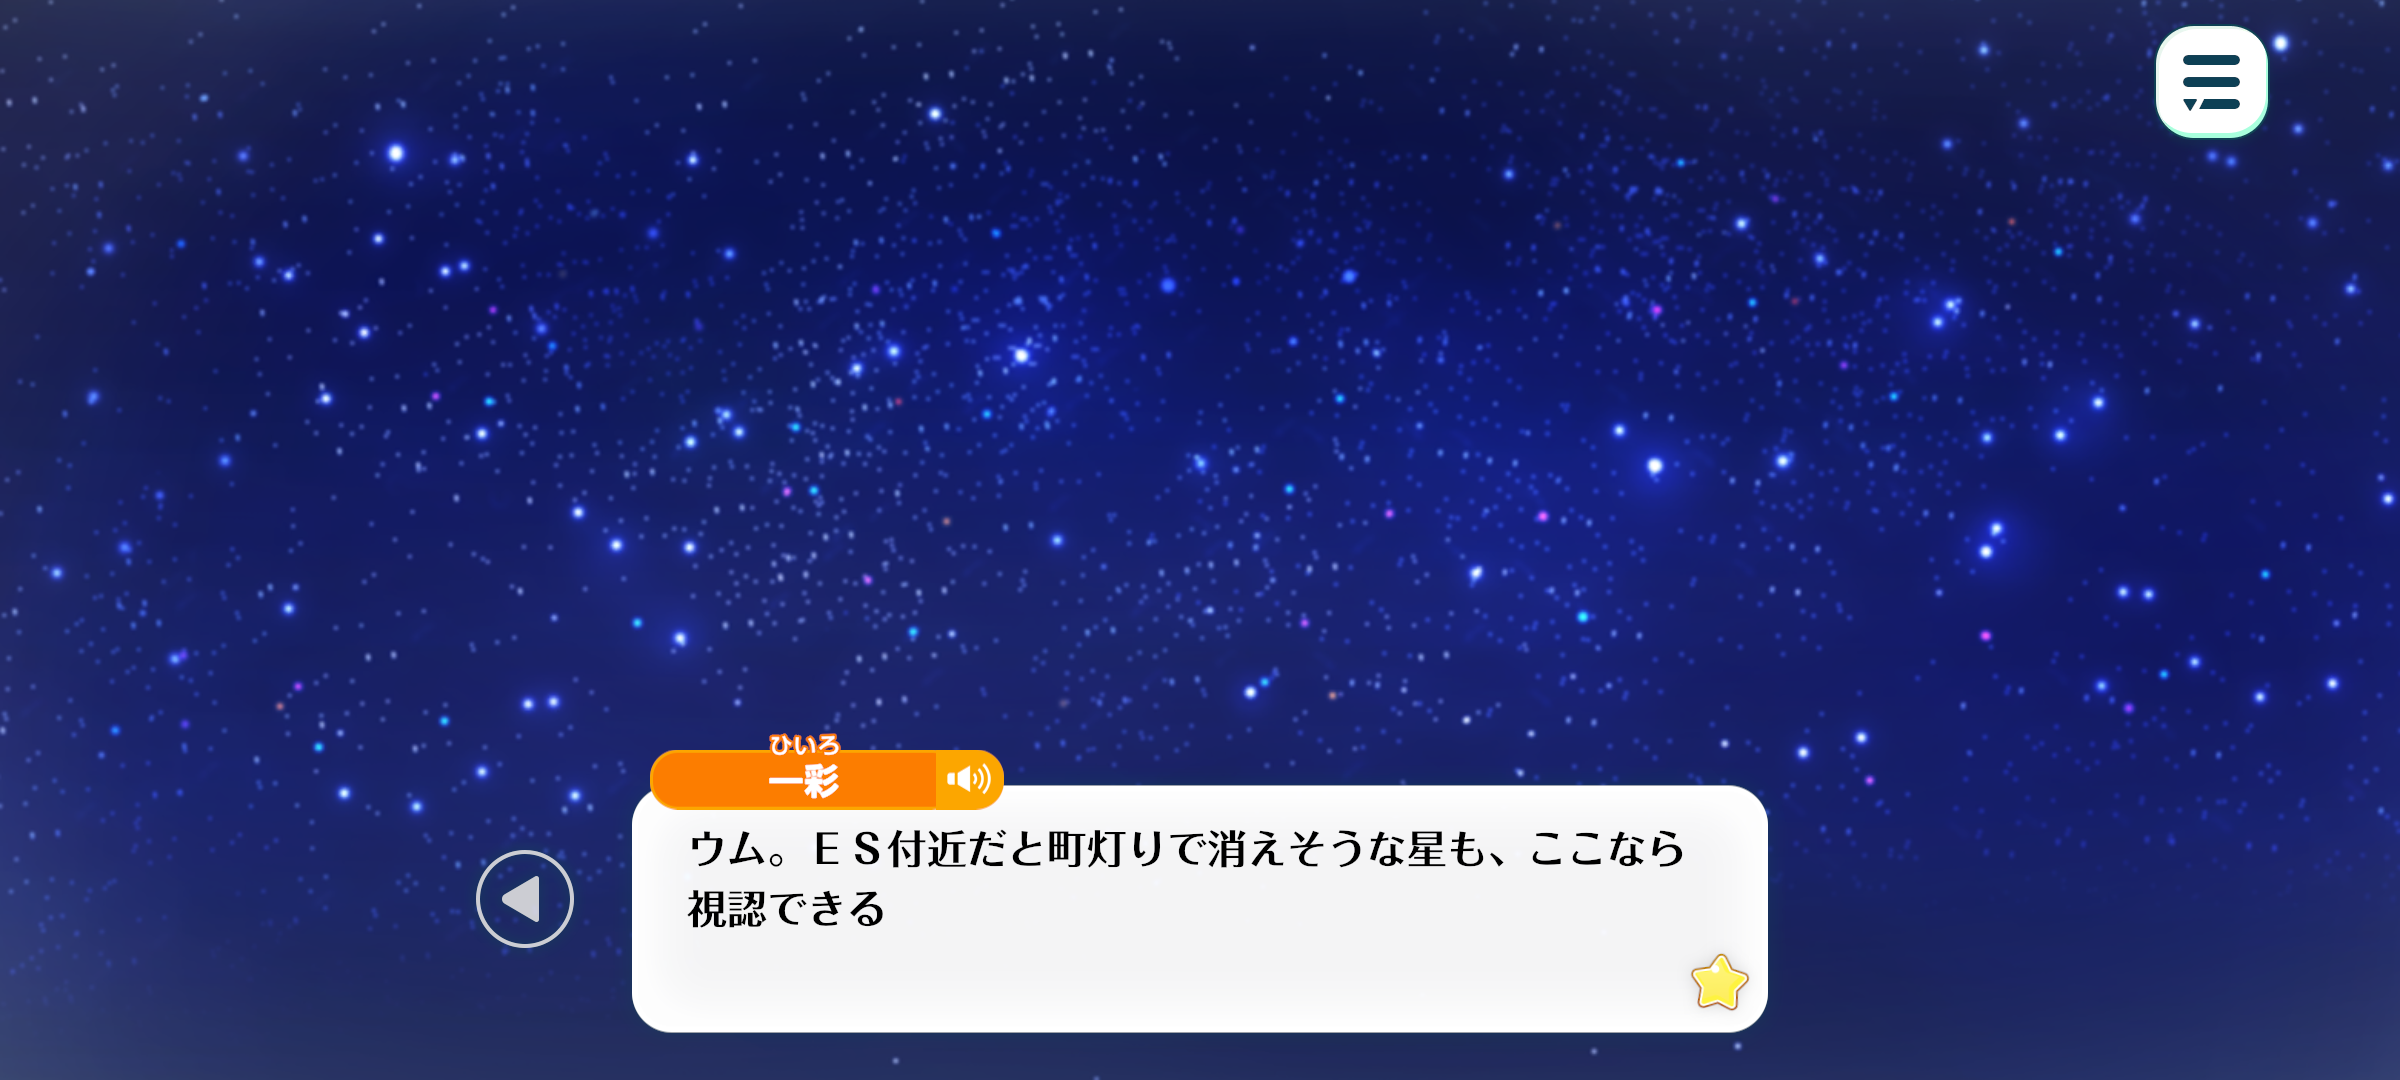 ひいろ
一彩
ウム。ＥＳ付近だと町灯りで消えそうな星も、ここなら
視認できる